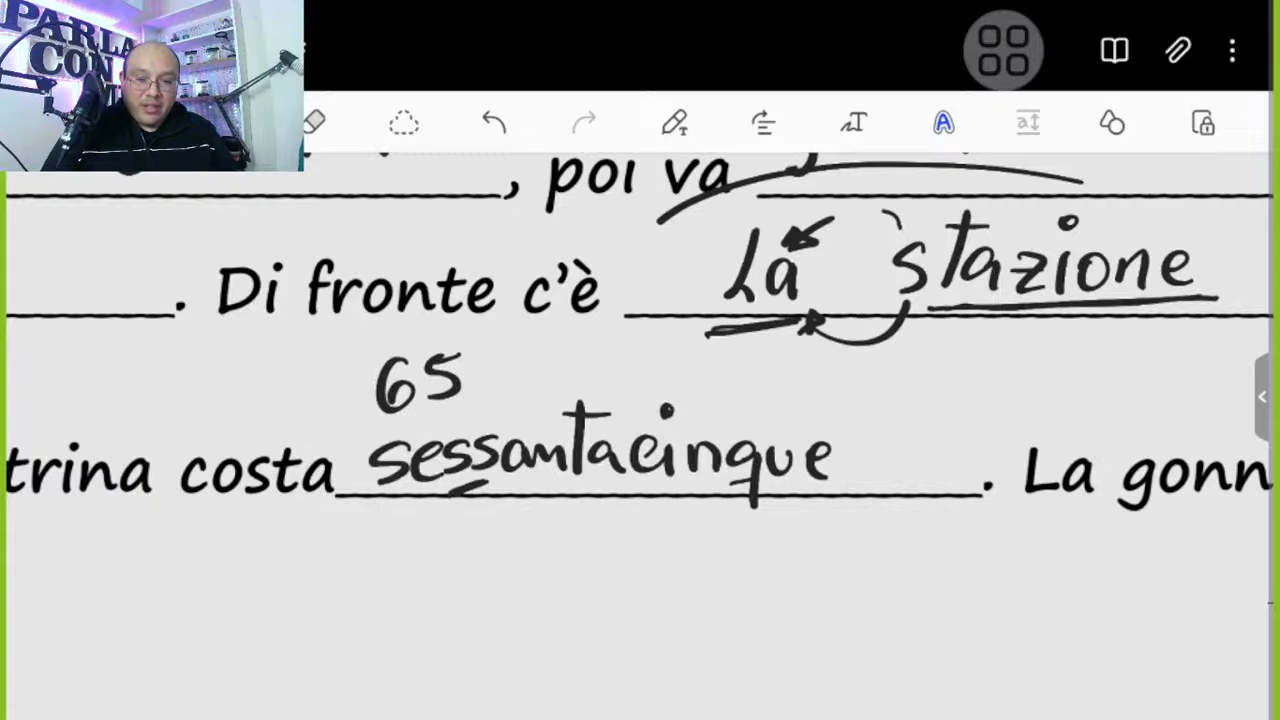 PARLA
CON
, poi va
La stazione
. Di fronte c'è
65
sessantacinque
trina costa . La gonn